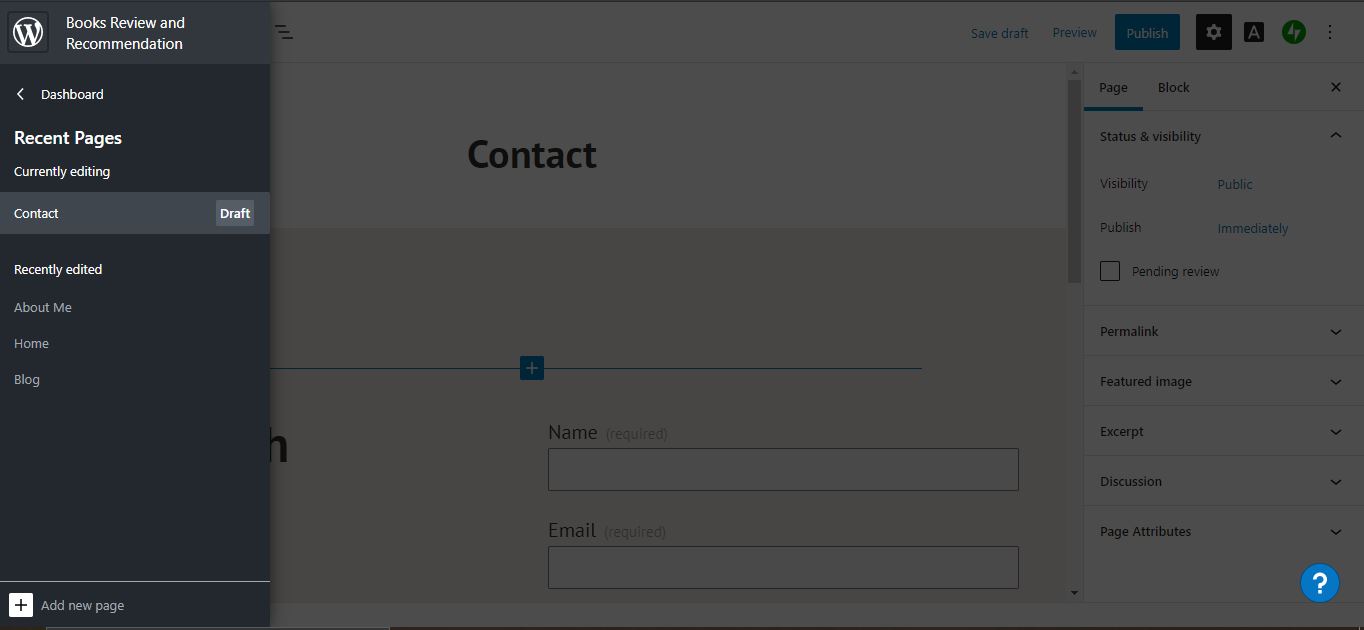 Books Review and
Recommendation
Dashboard
Recent Pages
Currently editing
Contact Draft
Recently edited
About Me
Home
Blog
Add new page
Save draft Preview Publish A
Contact
Name (required)
Email (required)
Page Block
Status & visibility
Visibility Public
Publish Immediately
Pending review
Permalink
Featured image
Excerpt
Discussion
Page Attributes
?